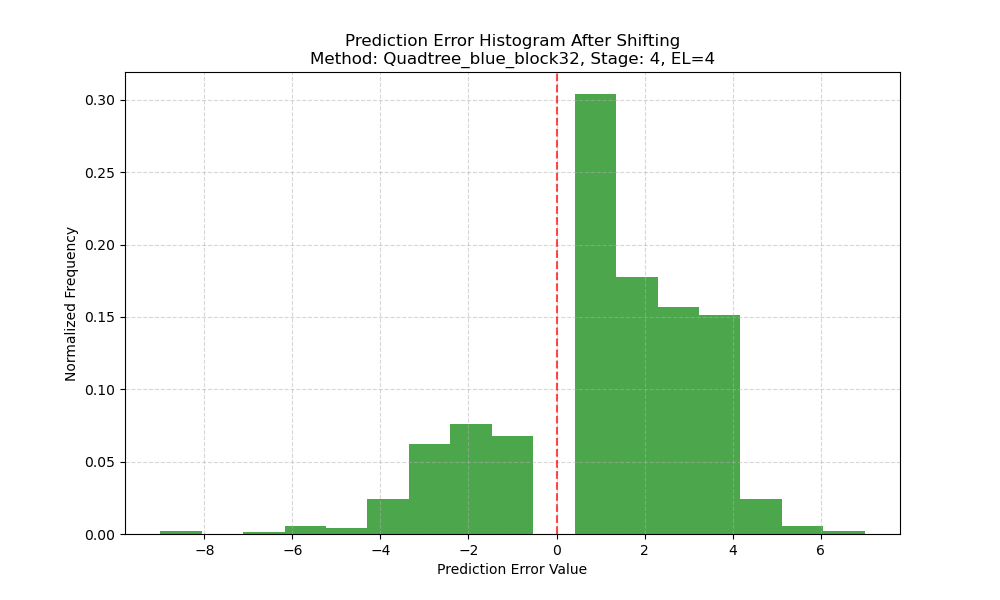 Prediction Error Histogram After Shifting
Method: Quadtree_blue_block32, Stage: 4, EL=4
Normalized Frequency
0.30
0.25
0.20
0.15
0.10
0.05
0.00
−8 −6 −4 −2 0 2 4 6
Prediction Error Value